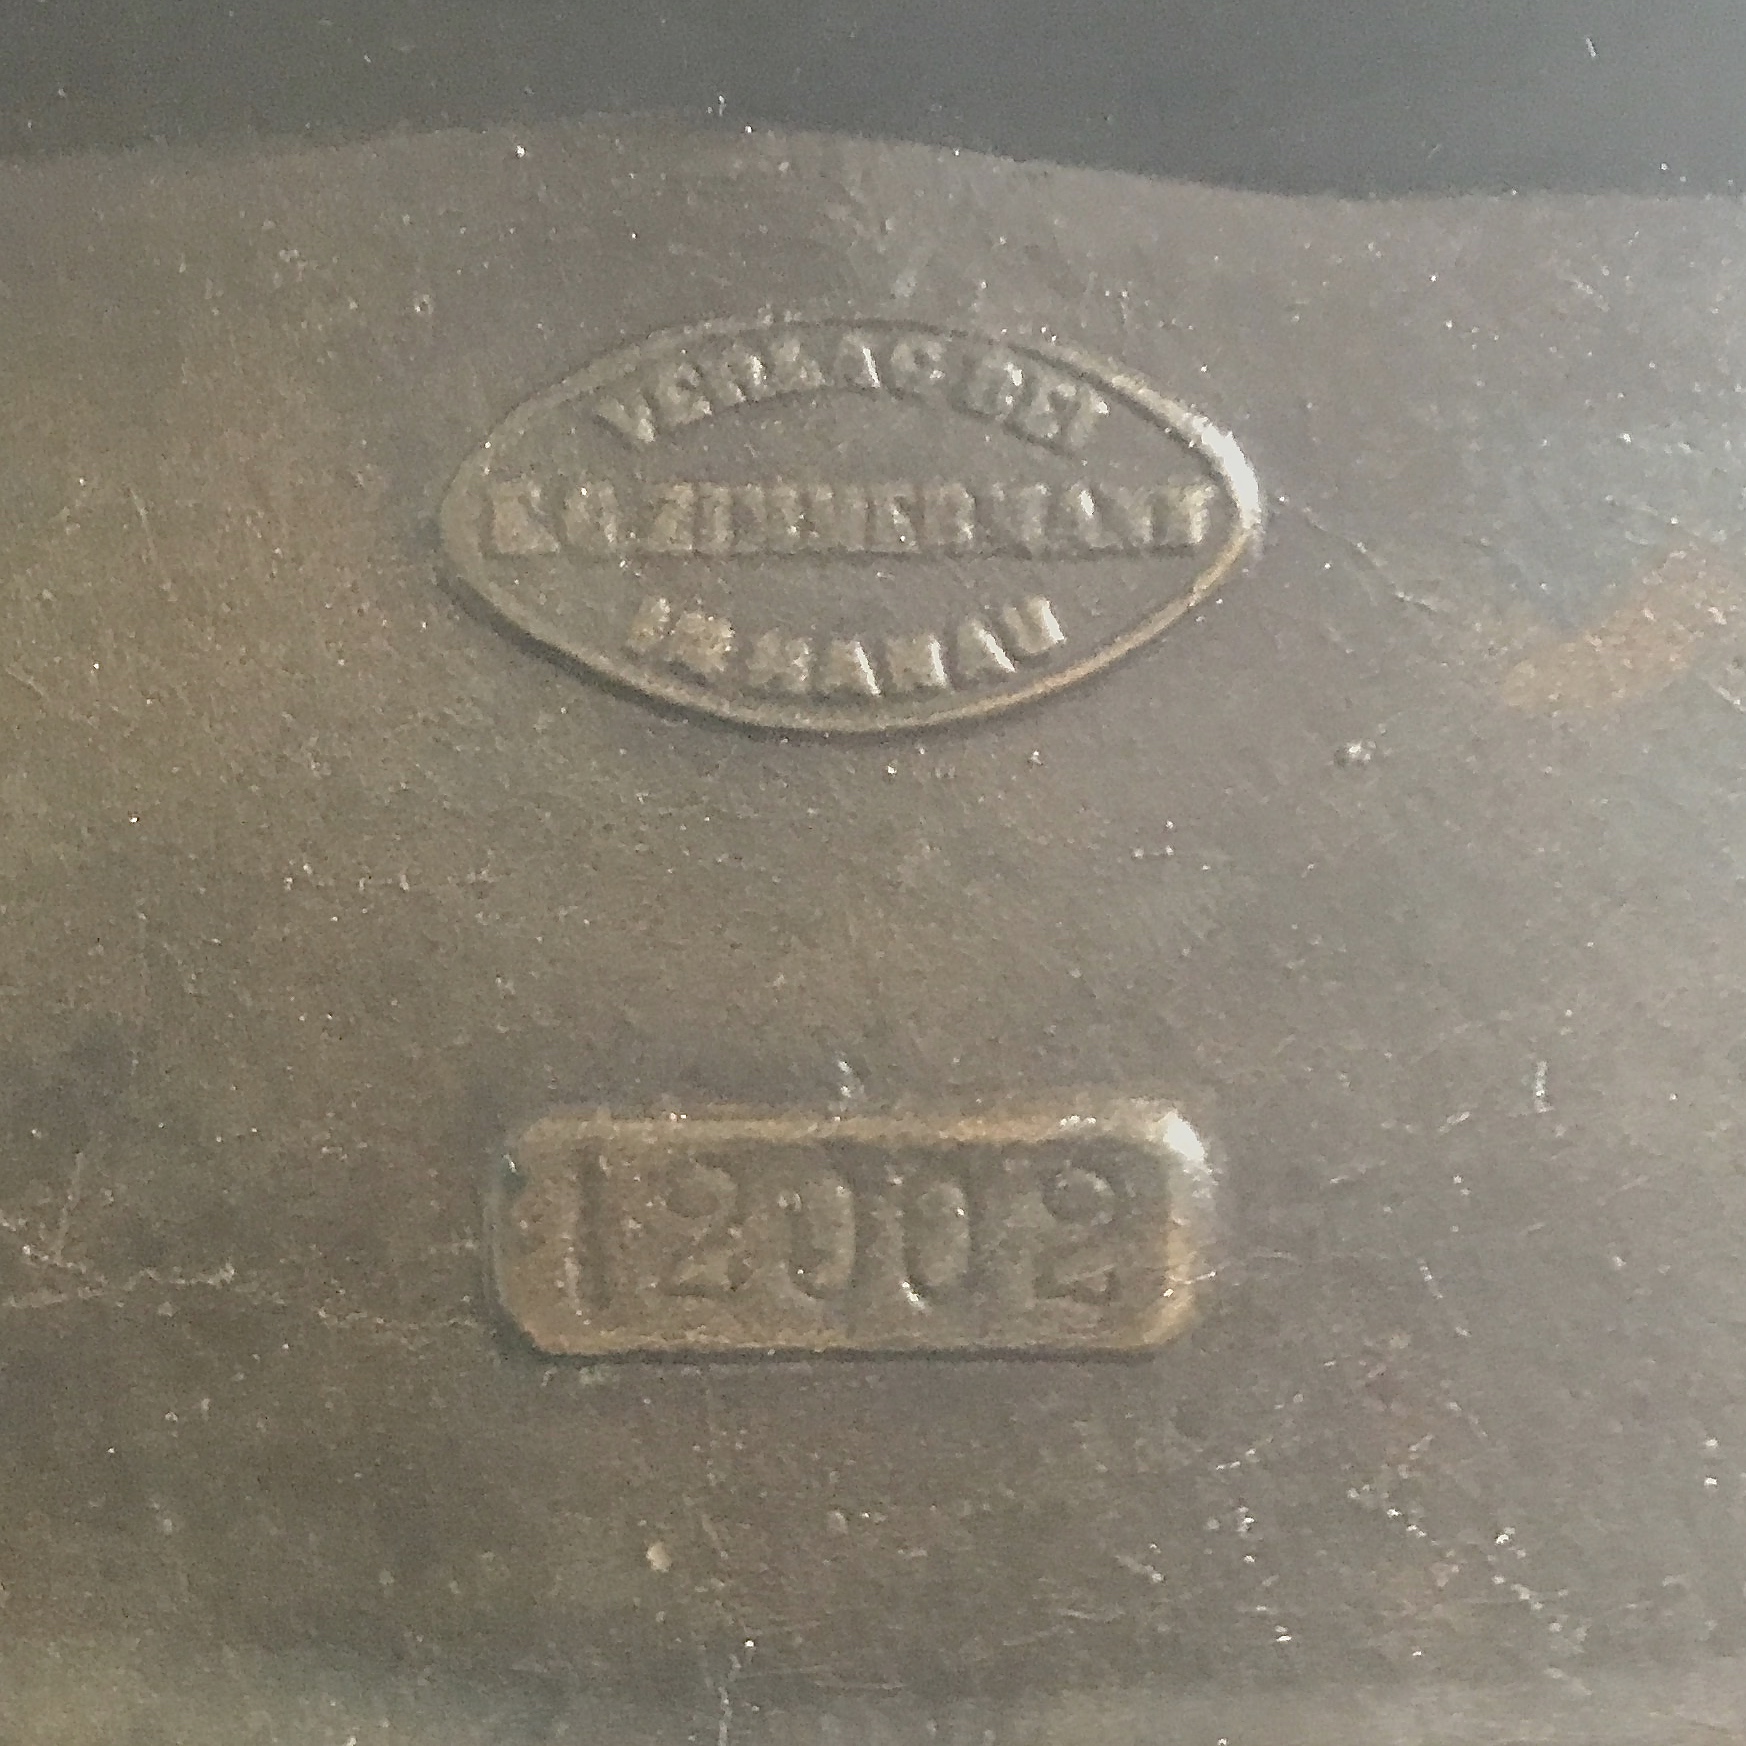 VERLAG BEI
E.G. ZIMMERMANN
IN HANAU
12002